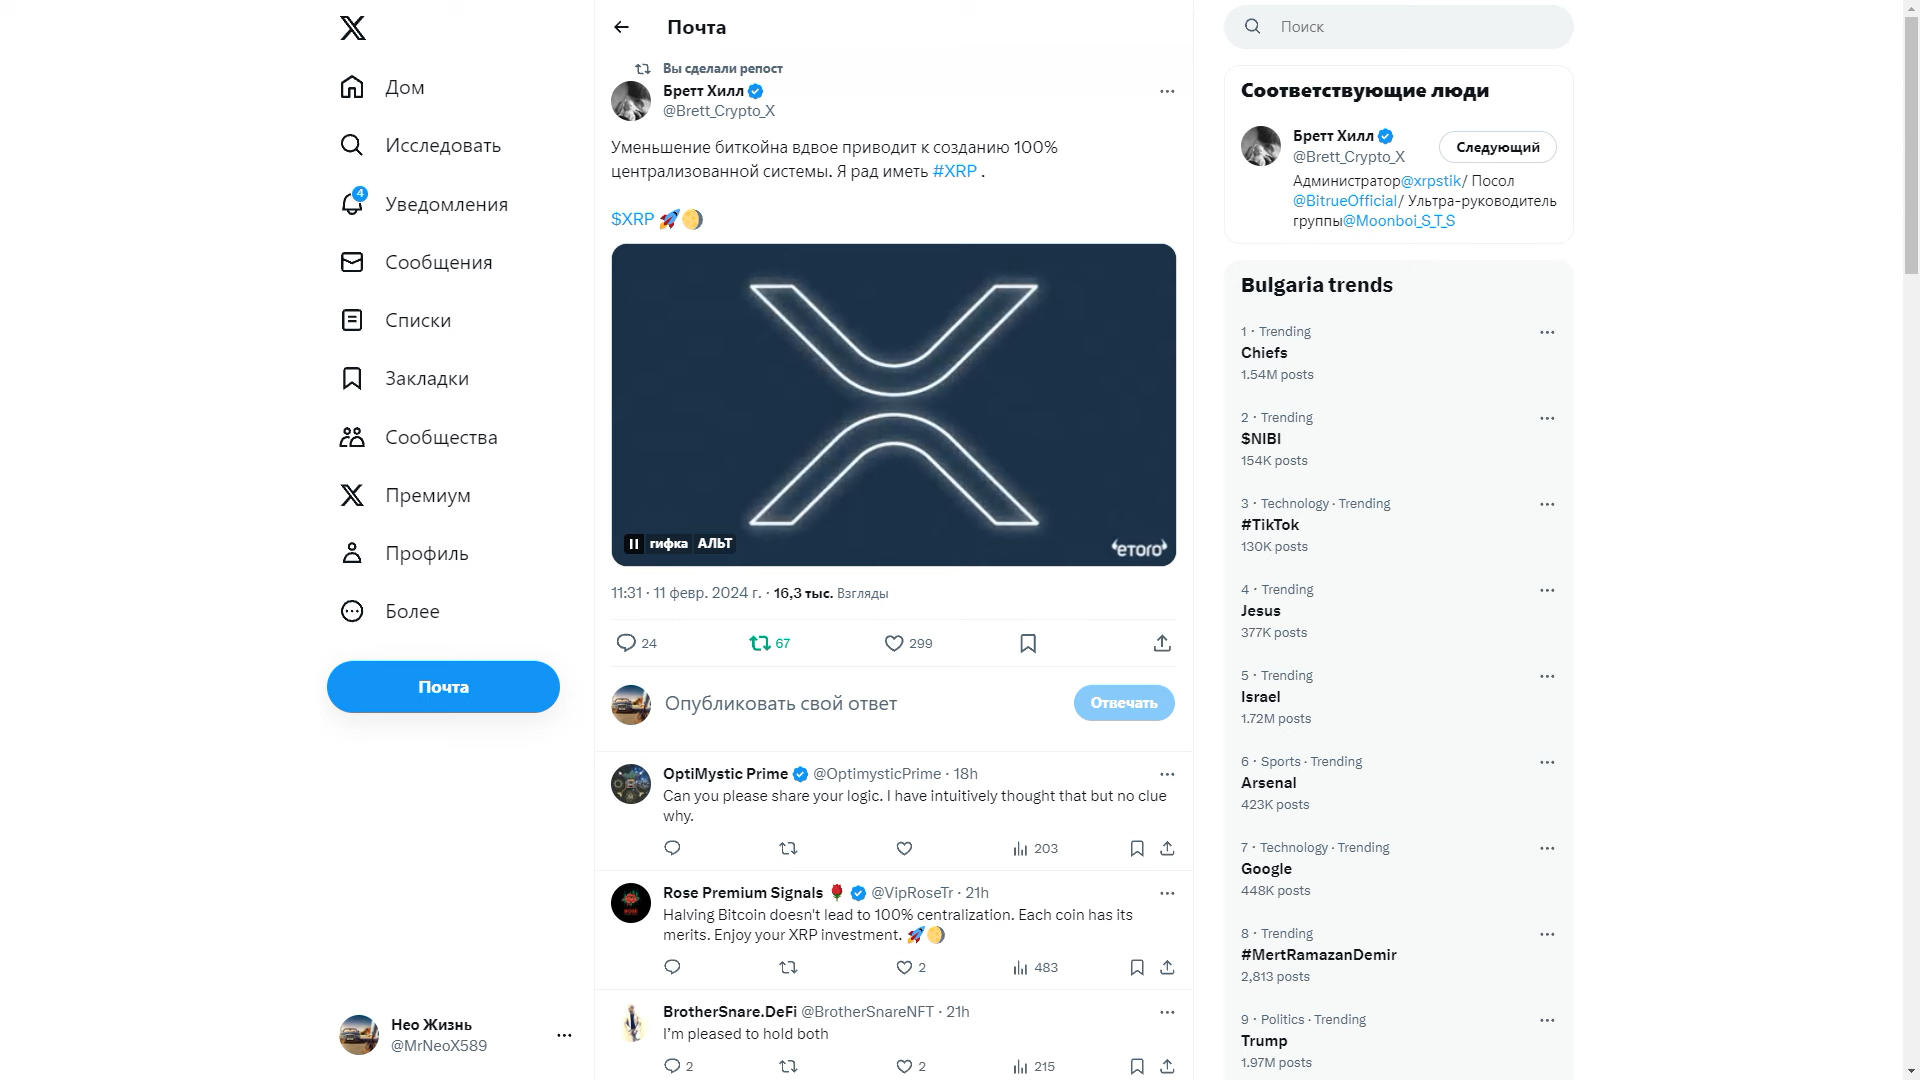 Дом
Исследовать
4
Уведомления
Сообщения
Списки
Закладки
Сообщества
Премиум
Профиль
Более
Почта
Нео Жизнь
@MrNeoX589
Почта
Вы сделали репост
Бретт Хилл
@Brett_Crypto_X
Уменьшение биткойна вдвое приводит к созданию 100%
централизованной системы. Я рад иметь #XRP .
$XRP 🚀🌖
гифка АЛЬТ
eToro
11:31 · 11 февр. 2024 г. · 16,3 тыс. Взгляды
24 67 299
Опубликовать свой ответ
Отвечать
OptiMystic Prime @OptimysticPrime · 18h
Can you please share your logic. I have intuitively thought that but no clue
why.
203
Rose Premium Signals 🌹 @VipRoseTr · 21h
Halving Bitcoin doesn't lead to 100% centralization. Each coin has its
merits. Enjoy your XRP investment. 🚀🌖
2 483
BrotherSnare.DeFi @BrotherSnareNFT · 21h
I'm pleased to hold both
2 2 215
Поиск
Соответствующие люди
Бретт Хилл
@Brett_Crypto_X
Следующий
Администратор@xrpstik/ Посол
@BitrueOfficial/ Ультра-руководитель
группы@Moonboi_S_T_S
Bulgaria trends
1 · Trending
Chiefs
1.54M posts
2 · Trending
$NIBI
154K posts
3 · Technology · Trending
#TikTok
130K posts
4 · Trending
Jesus
377K posts
5 · Trending
Israel
1.72M posts
6 · Sports · Trending
Arsenal
423K posts
7 · Technology · Trending
Google
448K posts
8 · Trending
#MertRamazanDemir
2,813 posts
9 · Politics · Trending
Trump
1.97M posts